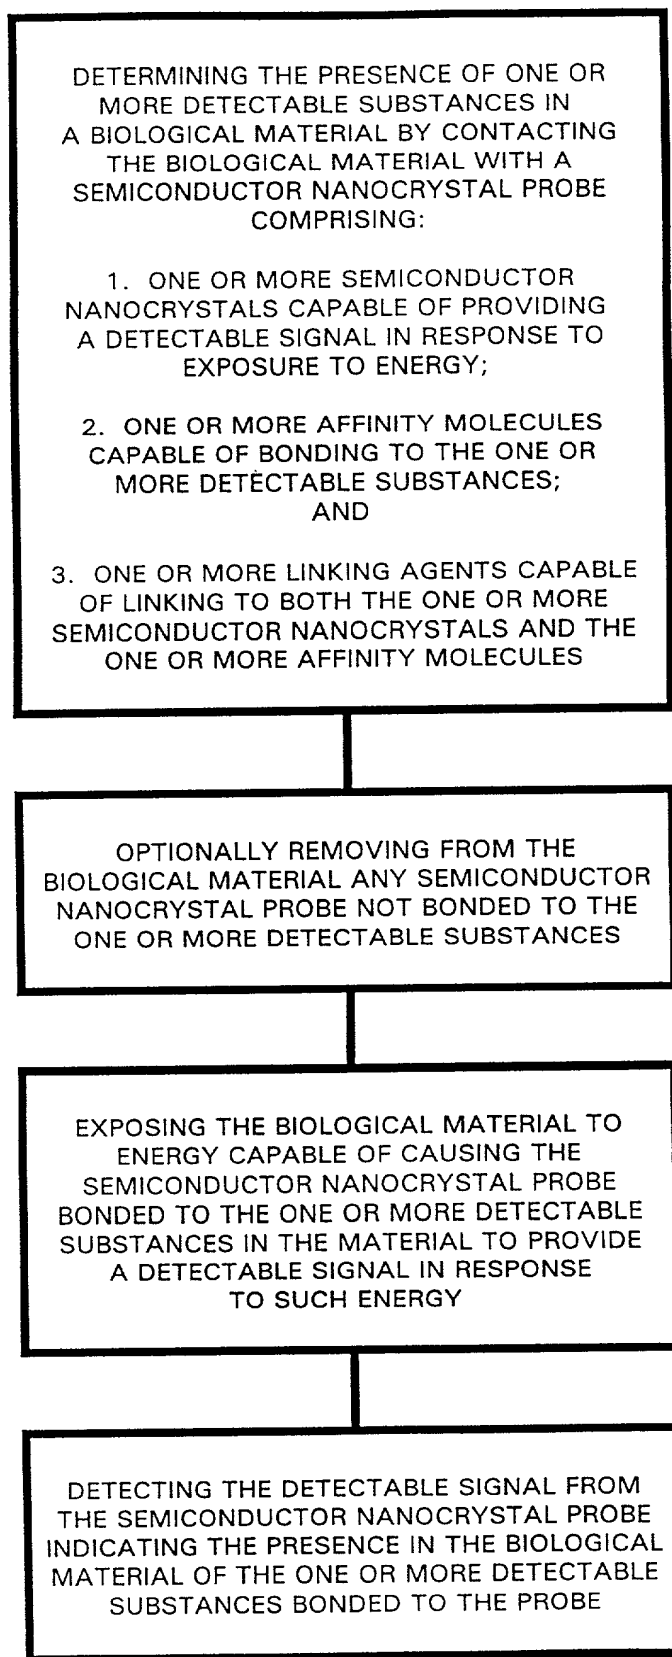 DETERMINING THE PRESENCE OF ONE OR
MORE DETECTABLE SUBSTANCES IN
A BIOLOGICAL MATERIAL BY CONTACTING
THE BIOLOGICAL MATERIAL WITH A
SEMICONDUCTOR NANOCRYSTAL PROBE
COMPRISING:
1. ONE OR MORE SEMICONDUCTOR
NANOCRYSTALS CAPABLE OF PROVIDING
A DETECTABLE SIGNAL IN RESPONSE TO
EXPOSURE TO ENERGY;
2. ONE OR MORE AFFINITY MOLECULES
CAPABLE OF BONDING TO THE ONE OR
MORE DETECTABLE SUBSTANCES;
AND
3. ONE OR MORE LINKING AGENTS CAPABLE
OF LINKING TO BOTH THE ONE OR MORE
SEMICONDUCTOR NANOCRYSTALS AND THE
ONE OR MORE AFFINITY MOLECULES
OPTIONALLY REMOVING FROM THE
BIOLOGICAL MATERIAL ANY SEMICONDUCTOR
NANOCRYSTAL PROBE NOT BONDED TO THE
ONE OR MORE DETECTABLE SUBSTANCES
EXPOSING THE BIOLOGICAL MATERIAL TO
ENERGY CAPABLE OF CAUSING THE
SEMICONDUCTOR NANOCRYSTAL PROBE
BONDED TO THE ONE OR MORE DETECTABLE
SUBSTANCES IN THE MATERIAL TO PROVIDE
A DETECTABLE SIGNAL IN RESPONSE
TO SUCH ENERGY
DETECTING THE DETECTABLE SIGNAL FROM
THE SEMICONDUCTOR NANOCRYSTAL PROBE
INDICATING THE PRESENCE IN THE BIOLOGICAL
MATERIAL OF THE ONE OR MORE DETECTABLE
SUBSTANCES BONDED TO THE PROBE